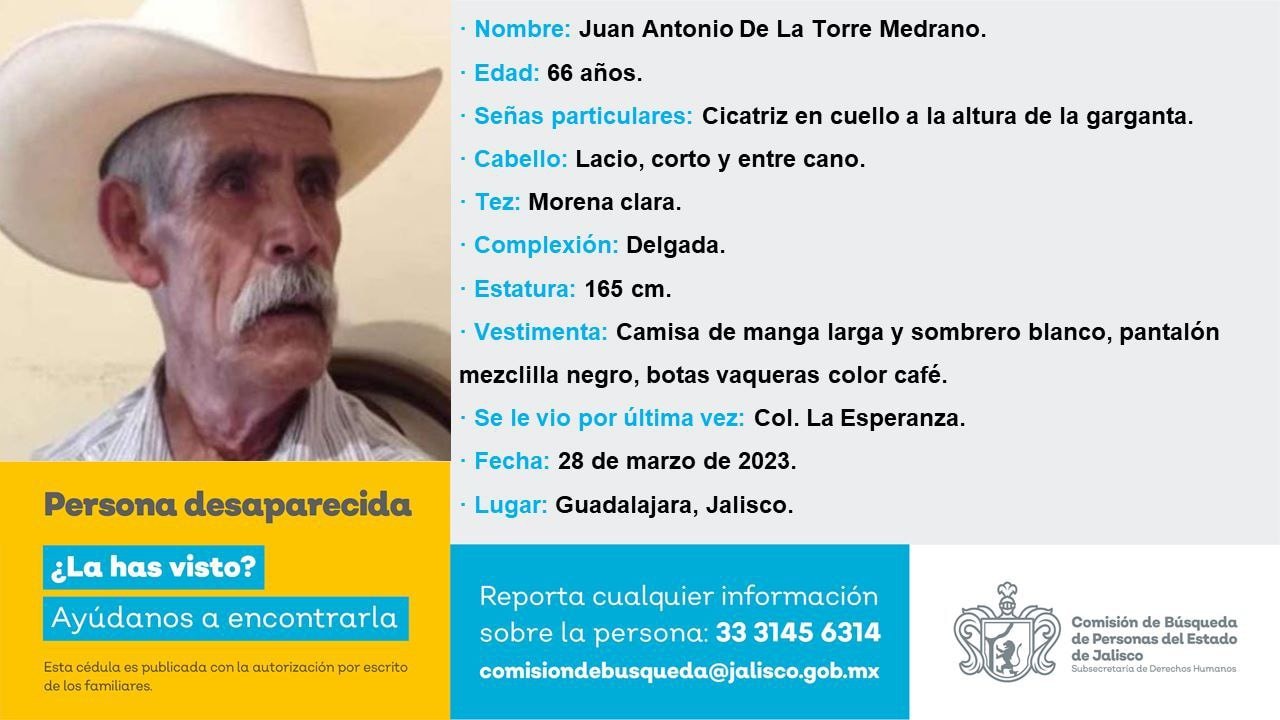 · Nombre: Juan Antonio De La Torre Medrano.
· Edad: 66 años.
· Señas particulares: Cicatriz en cuello a la altura de la garganta.
· Cabello: Lacio, corto y entre cano.
· Tez: Morena clara.
· Complexión: Delgada.
· Estatura: 165 cm.
· Vestimenta: Camisa de manga larga y sombrero blanco, pantalón
mezclilla negro, botas vaqueras color café.
· Se le vio por última vez: Col. La Esperanza.
· Fecha: 28 de marzo de 2023.
· Lugar: Guadalajara, Jalisco.
Persona desaparecida
¿La has visto?
Ayúdanos a encontrarla
Esta cédula es publicada con la autorización por escrito
de los familiares.
Reporta cualquier información
sobre la persona: 33 3145 6314
comisiondebusqueda@jalisco.gob.mx
Comisión de Búsqueda
de Personas del Estado
de Jalisco
Subsecretaría de Derechos Humanos